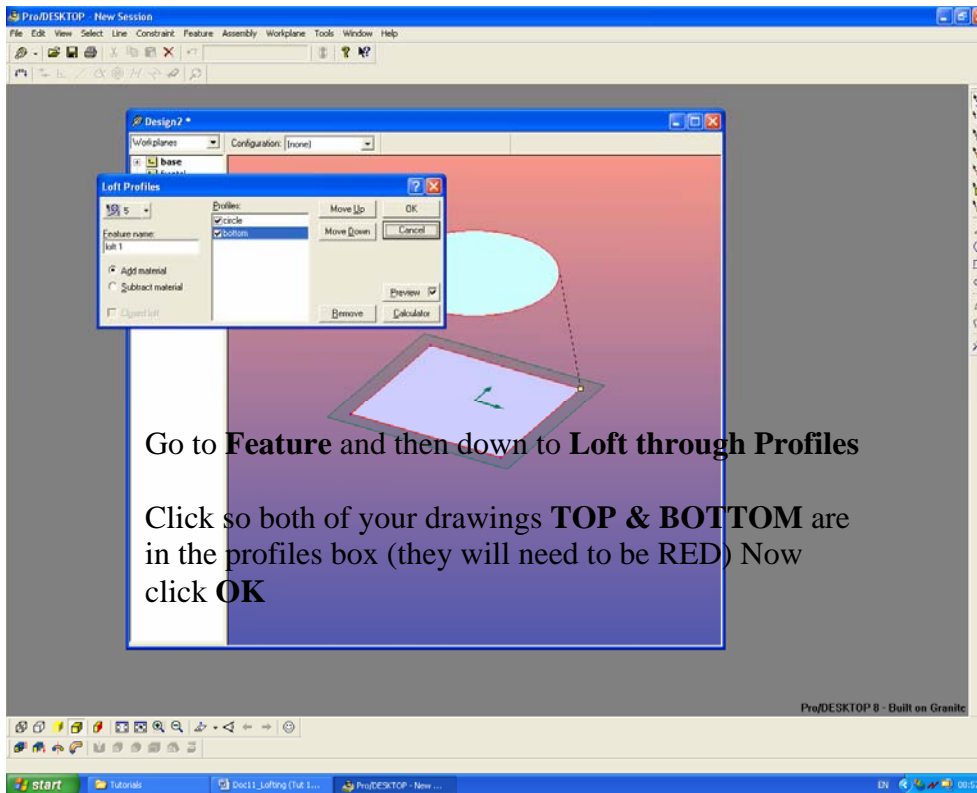 Pro/DESKTOP - New Session
File Edit View Select Line Constraint Feature Assembly Workplane Tools Window Help
Design2 *
Workplanes
Configuration: (none)
base
frontal
Loft Profiles
5
Profiles:
circle
bottom
Move Up
OK
Move Down
Cancel
Feature name:
loft 1
Add material
Subtract material
Preview
Remove
Calculator
Go to Feature and then down to Loft through Profiles
Click so both of your drawings TOP & BOTTOM are
in the profiles box (they will need to be RED) Now
click OK
Pro/DESKTOP 8 - Built on Granite
start
Tutorials
Doc11_Lofting (Tut 1...
Pro/DESKTOP - New ...
EN